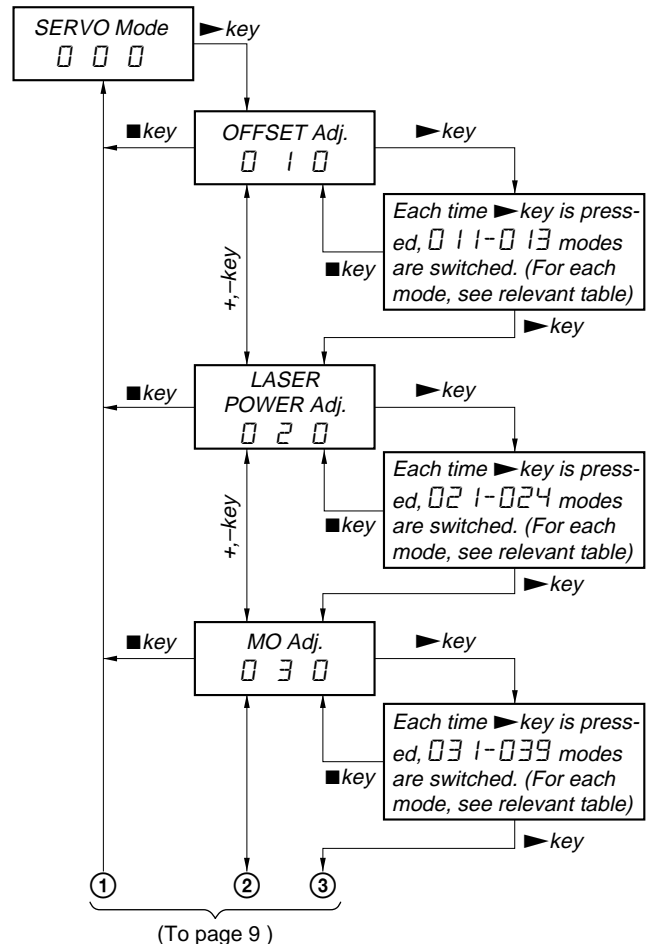 SERVO Mode
0 0 0
►key
■key
OFFSET Adj.
0 1 0
►key
Each time ►key is press-
ed, 011-013 modes
are switched. (For each
mode, see relevant table)
■key
►key
+,–key
■key
LASER
POWER Adj.
0 2 0
►key
Each time ►key is press-
ed, 021-024 modes
are switched. (For each
mode, see relevant table)
■key
►key
+,–key
■key
MO Adj.
0 3 0
►key
Each time ►key is press-
ed, 031-039 modes
are switched. (For each
mode, see relevant table)
■key
►key
① ② ③
(To page 9 )